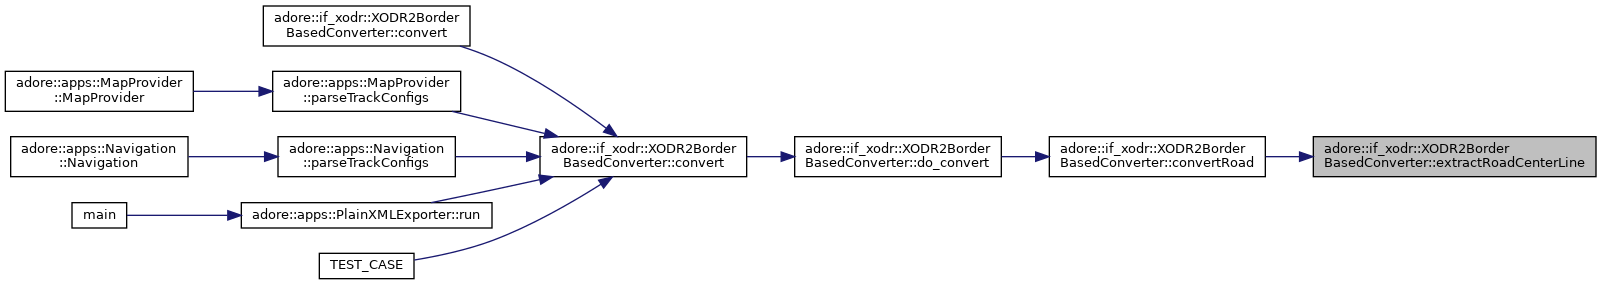 adore::if_xodr::XODR2Border
BasedConverter::convert
adore::apps::MapProvider
::MapProvider
adore::apps::MapProvider
::parseTrackConfigs
adore::apps::Navigation
::Navigation
adore::apps::Navigation
::parseTrackConfigs
adore::if_xodr::XODR2Border
BasedConverter::convert
adore::if_xodr::XODR2Border
BasedConverter::do_convert
adore::if_xodr::XODR2Border
BasedConverter::convertRoad
adore::if_xodr::XODR2Border
BasedConverter::extractRoadCenterLine
main
adore::apps::PlainXMLExporter::run
TEST_CASE